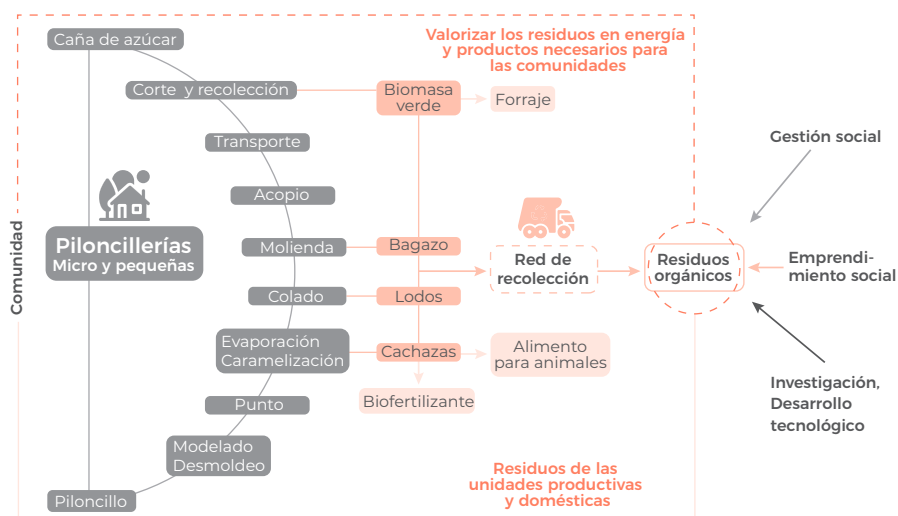 Caña de azúcar
Valorizar los residuos en energía
y productos necesarios para
las comunidades
Corte y recolección
Biomasa
verde
Forraje
Transporte
Gestión social
Acopio
Comunidad
Piloncillerías
Micro y pequeñas
Molienda
Bagazo
Red de
recolección
Residuos
orgánicos
Emprendi-
miento social
Colado
Lodos
Evaporación
Caramelización
Cachazas
Alimento
para animales
Biofertilizante
Punto
Investigación,
Desarrollo
tecnológico
Modelado
Desmoldeo
Residuos de las
unidades productivas
y domésticas
Piloncillo